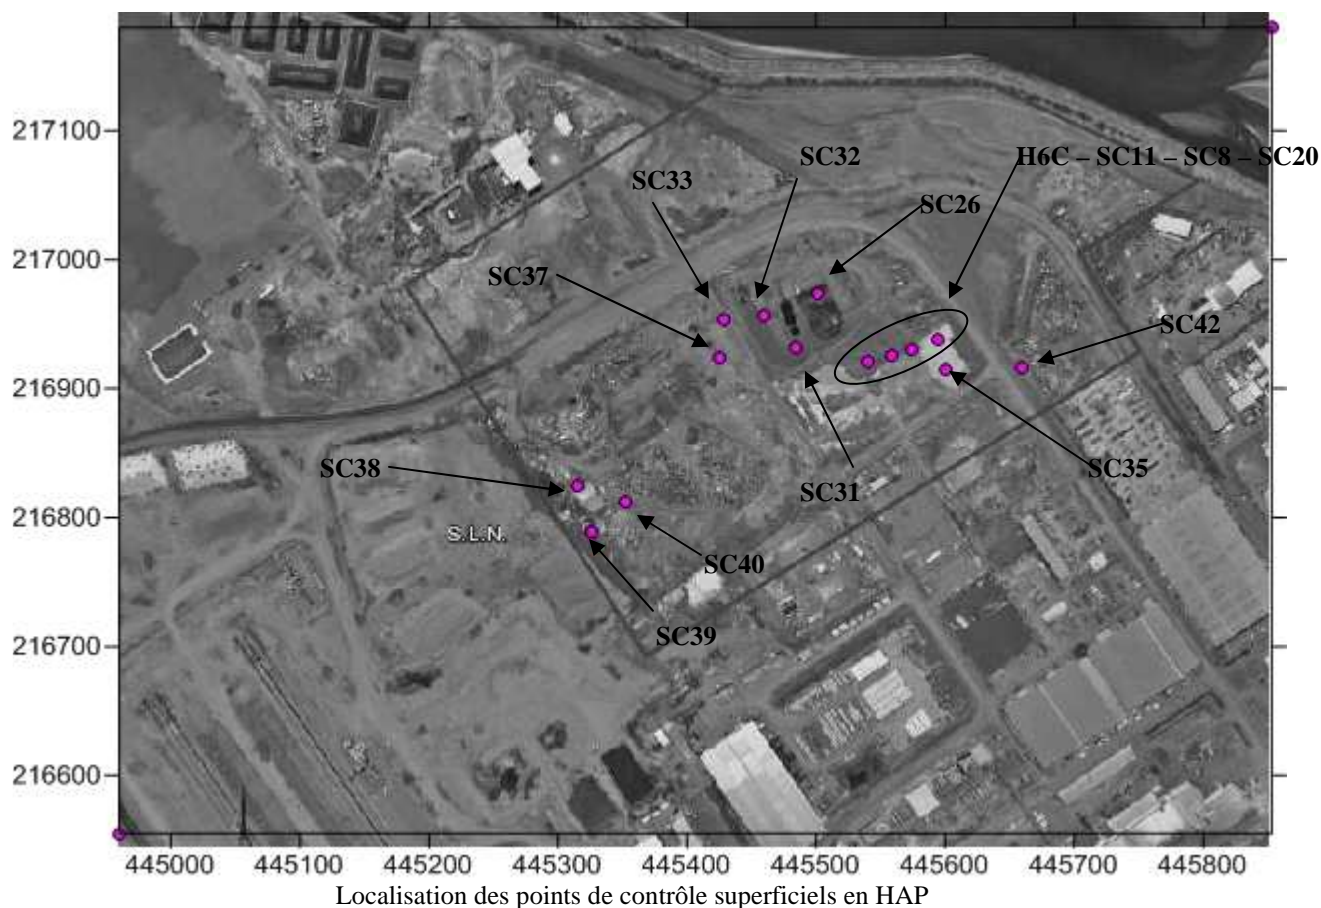 217100
H6C – SC11 – SC8 – SC20
SC32
SC33
SC26
217000
SC37
SC42
216900
SC38
SC35
SC31
216800
S.L.N.
SC40
SC39
216700
216600
445000 445100 445200 445300 445400 445500 445600 445700 445800
Localisation des points de contrôle superficiels en HAP